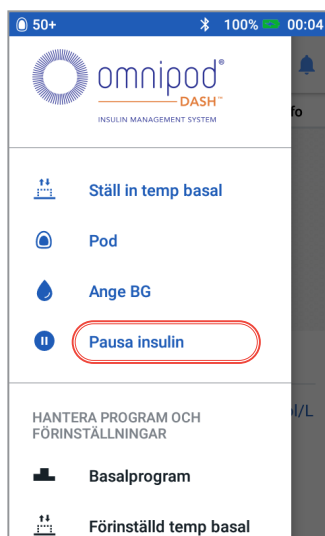 50+ 100% 00:04
omnipod®
DASH™
INSULIN MANAGEMENT SYSTEM
fo
Ställ in temp basal
Pod
Ange BG
Pausa insulin
ol/L
HANTERA PROGRAM OCH
FÖRINSTÄLLNINGAR
Basalprogram
Förinställd temp basal